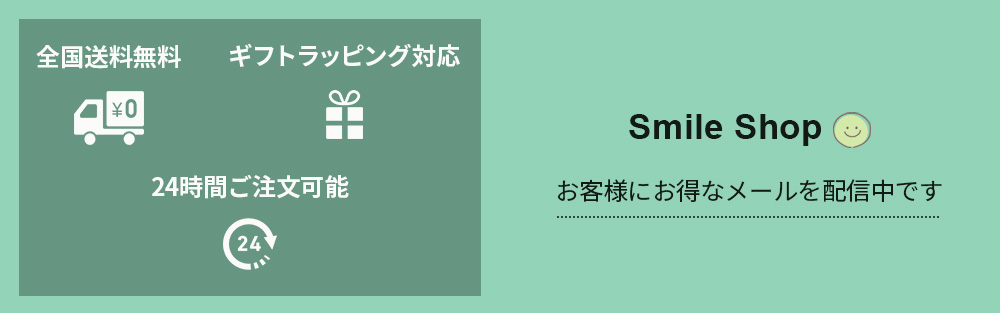 全国送料無料
ギフトラッピング対応
¥0
24時間ご注文可能
24
Smile Shop
お客様にお得なメールを配信中です